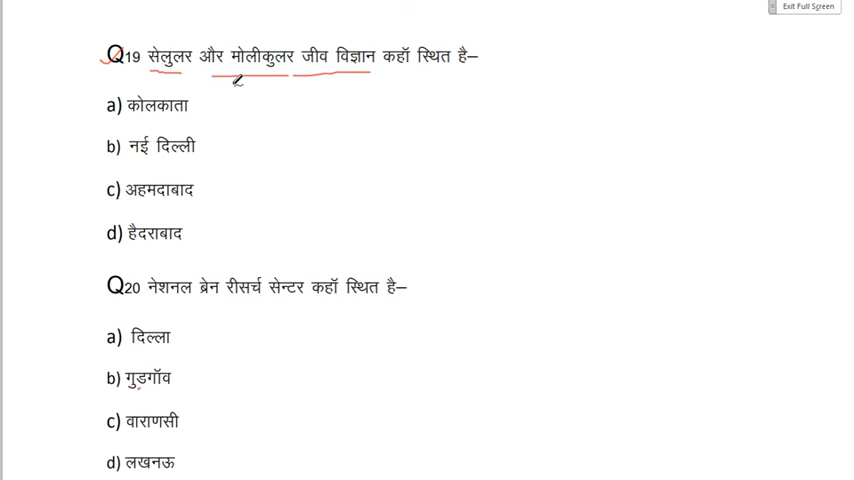 Exit Full Screen
Q19 सेलुलर और मोलीकुलर जीव विज्ञान कहॉ स्थित है–
a) कोलकाता
b) नई दिल्ली
c) अहमदाबाद
d) हैदराबाद
Q20 नेशनल ब्रेन रीसर्च सेन्टर कहॉ स्थित है–
a) दिल्ला
b) गुडगॉव
c) वाराणसी
d) लखनऊ